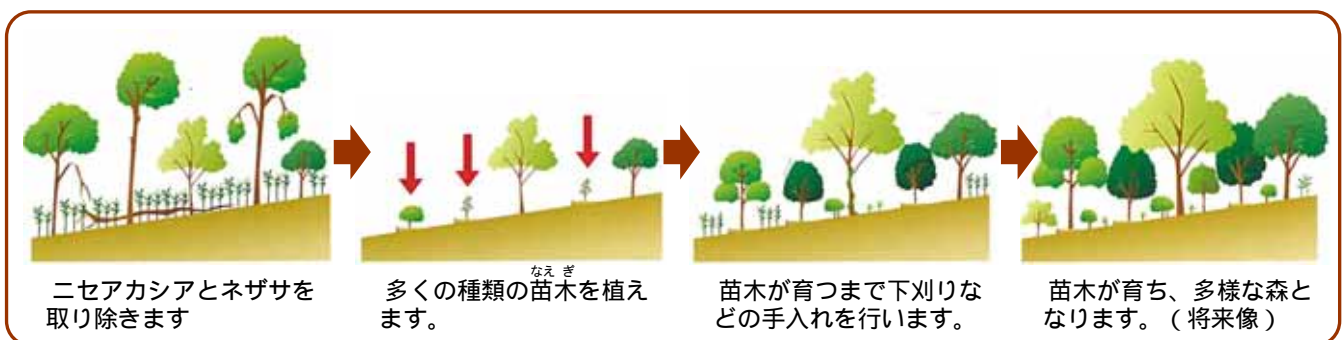 ニセアカシアとネザサを
取り除きます
なえ ぎ
多くの種類の苗木を植え
ます。
苗木が育つまで下刈りな
どの手入れを行います。
苗木が育ち、多様な森と
なります。(将来像)